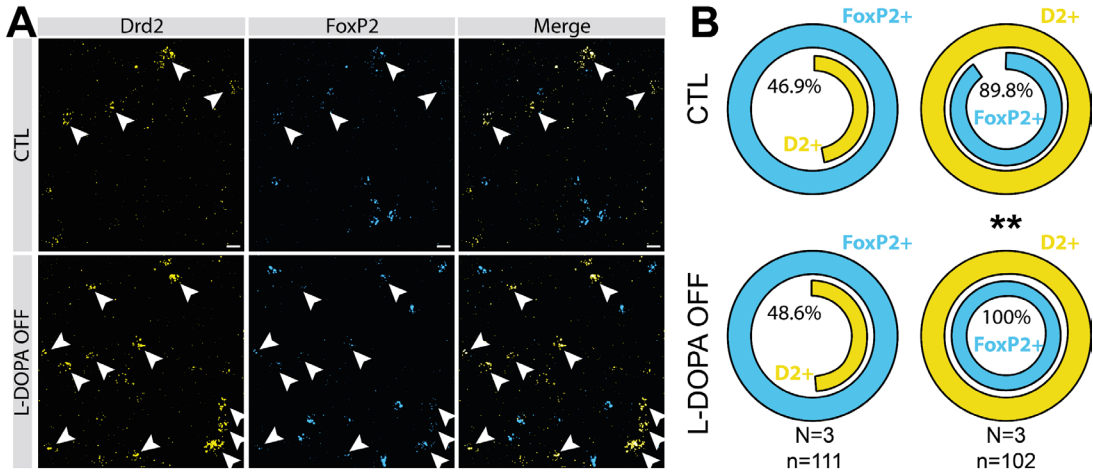 A
Drd2 FoxP2 Merge
CTL
L-DOPA OFF
B
FoxP2+ D2+
CTL
46.9%
D2+
89.8%
FoxP2+
**
FoxP2+ D2+
L-DOPA OFF
48.6%
D2+
100%
FoxP2+
N=3 N=3
n=111 n=102